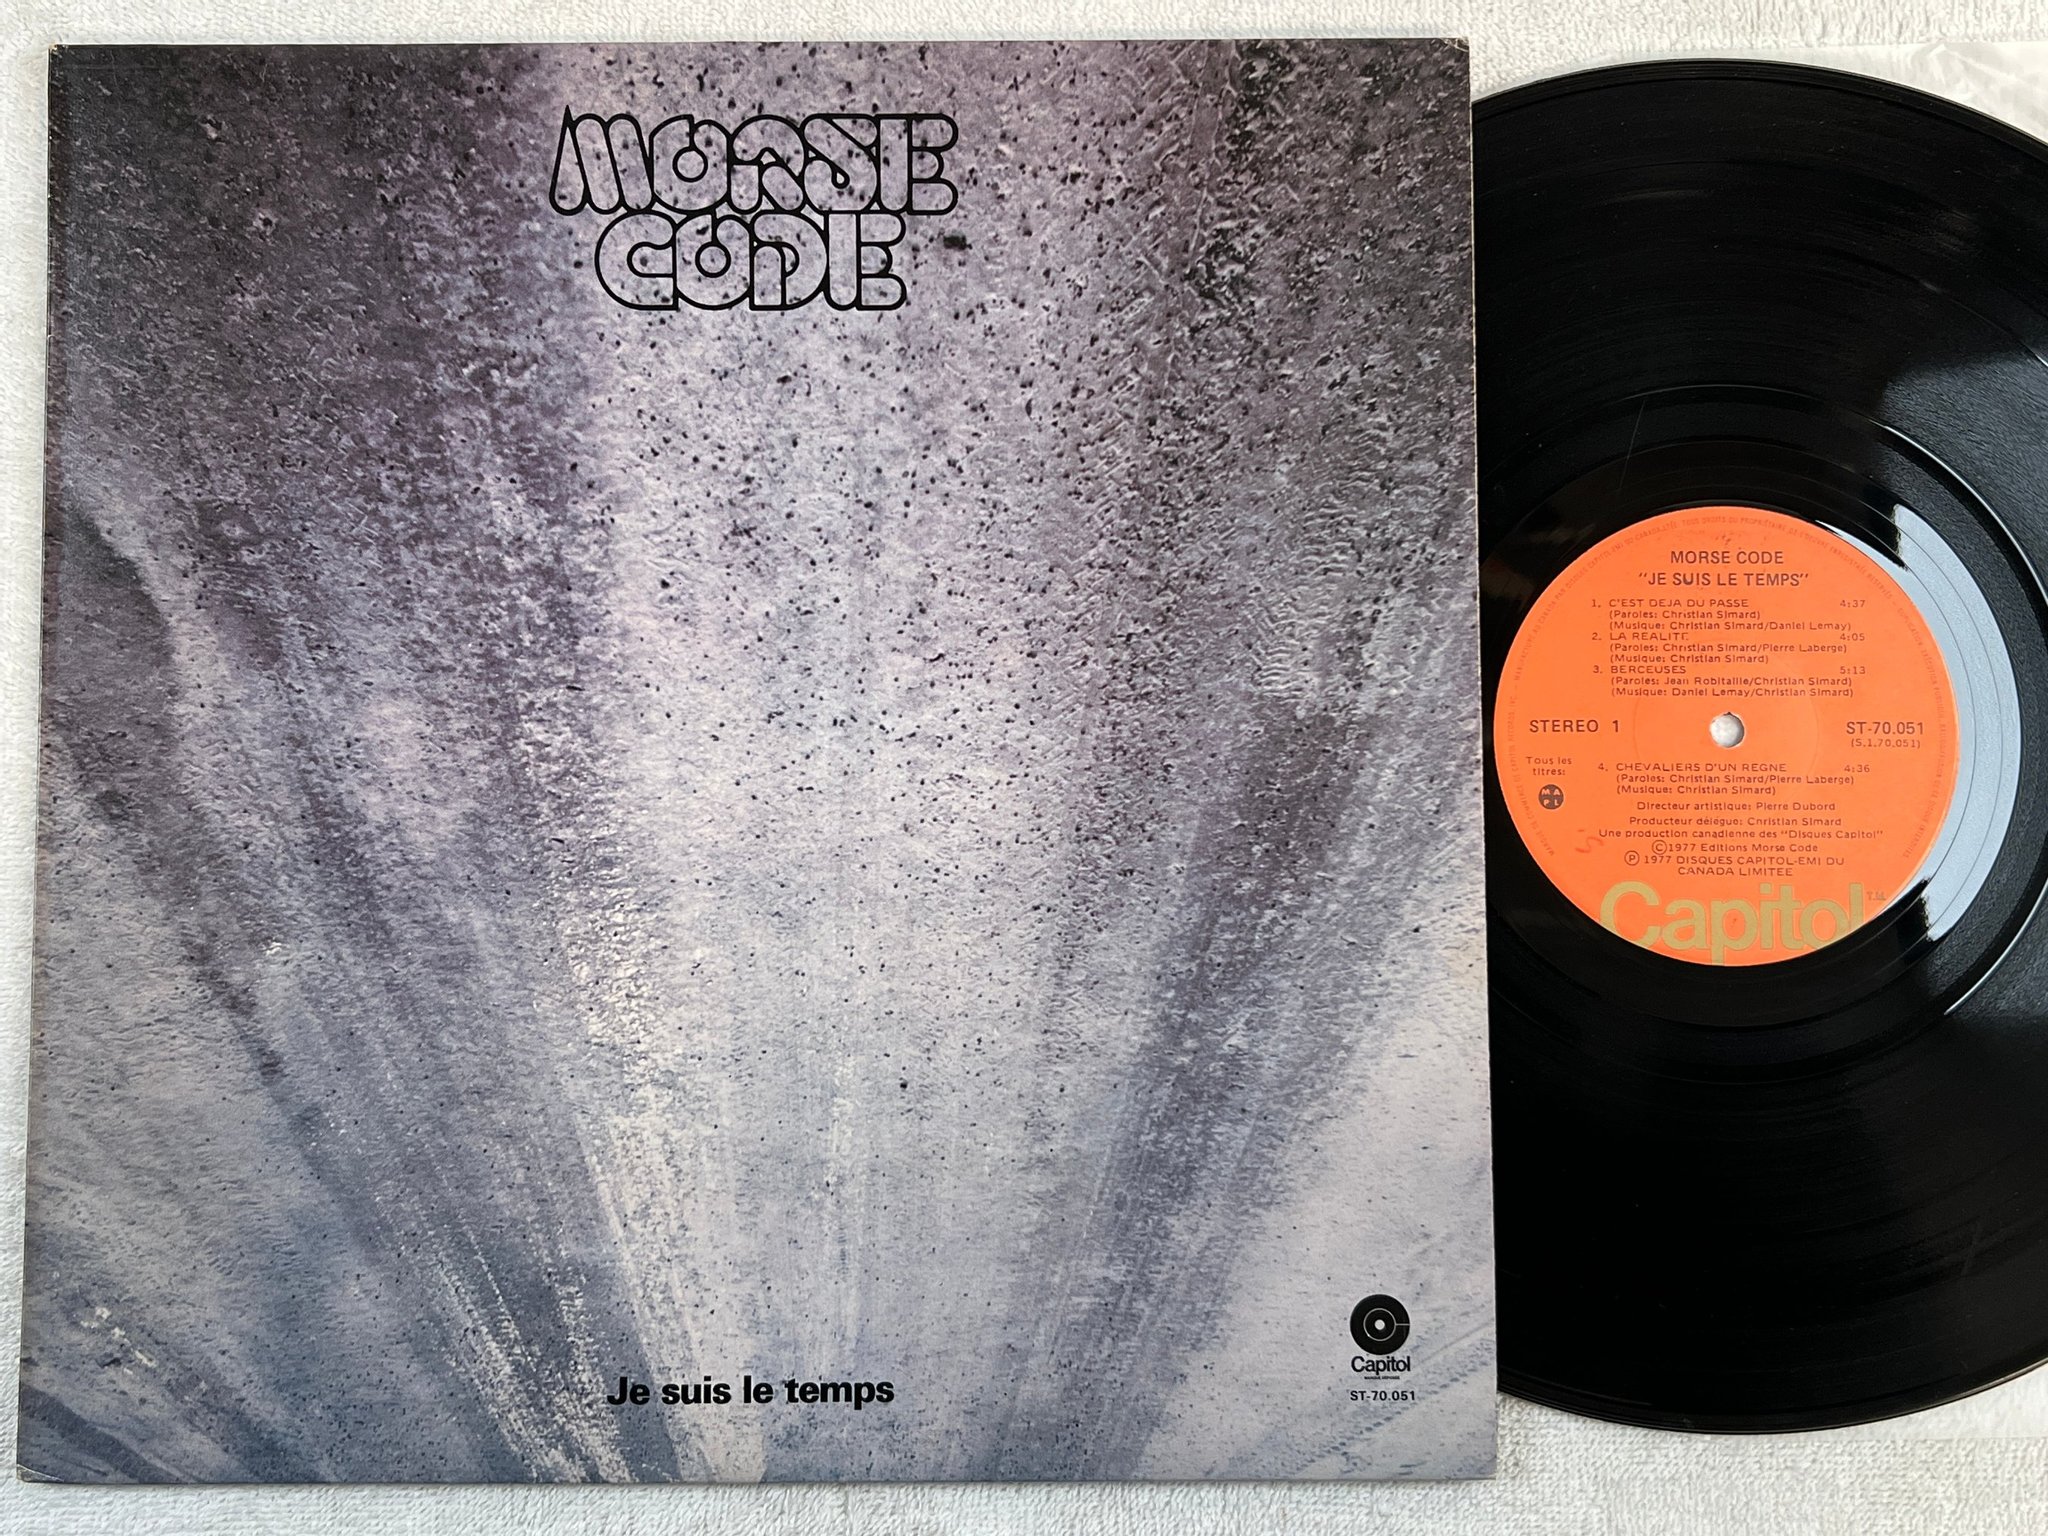 MORSE
CODE
Je suis le temps
Capitol
ST-70.051
MORSE CODE
"JE SUIS LE TEMPS"
1. C'EST DEJA DU PASSE 4:37
(Paroles: Christian Simard)
(Musique: Christian Simard/Daniel Lemay)
2. LA REALITE 4:05
(Paroles: Christian Simard/Pierre Laberge)
(Musique: Christian Simard)
3. BERCEUSES 5:13
(Paroles: Jean Robitaille/Christian Simard)
(Musique: Daniel Lemay/Christian Simard)
STEREO 1 ST-70.051
(S.1.70.051)
Tous les
titres:
MAPL
4. CHEVALIERS D'UN REGNE 4:36
(Paroles: Christian Simard/Pierre Laberge)
(Musique: Christian Simard)
Directeur artistique: Pierre Dubord
Producteur délégué: Christian Simard
Une production canadienne des "Disques Capitol"
Ⓒ1977 Editions Morse Code
Ⓟ 1977 DISQUES CAPITOL-EMI DU
CANADA LIMITEE
Capitol T.M.